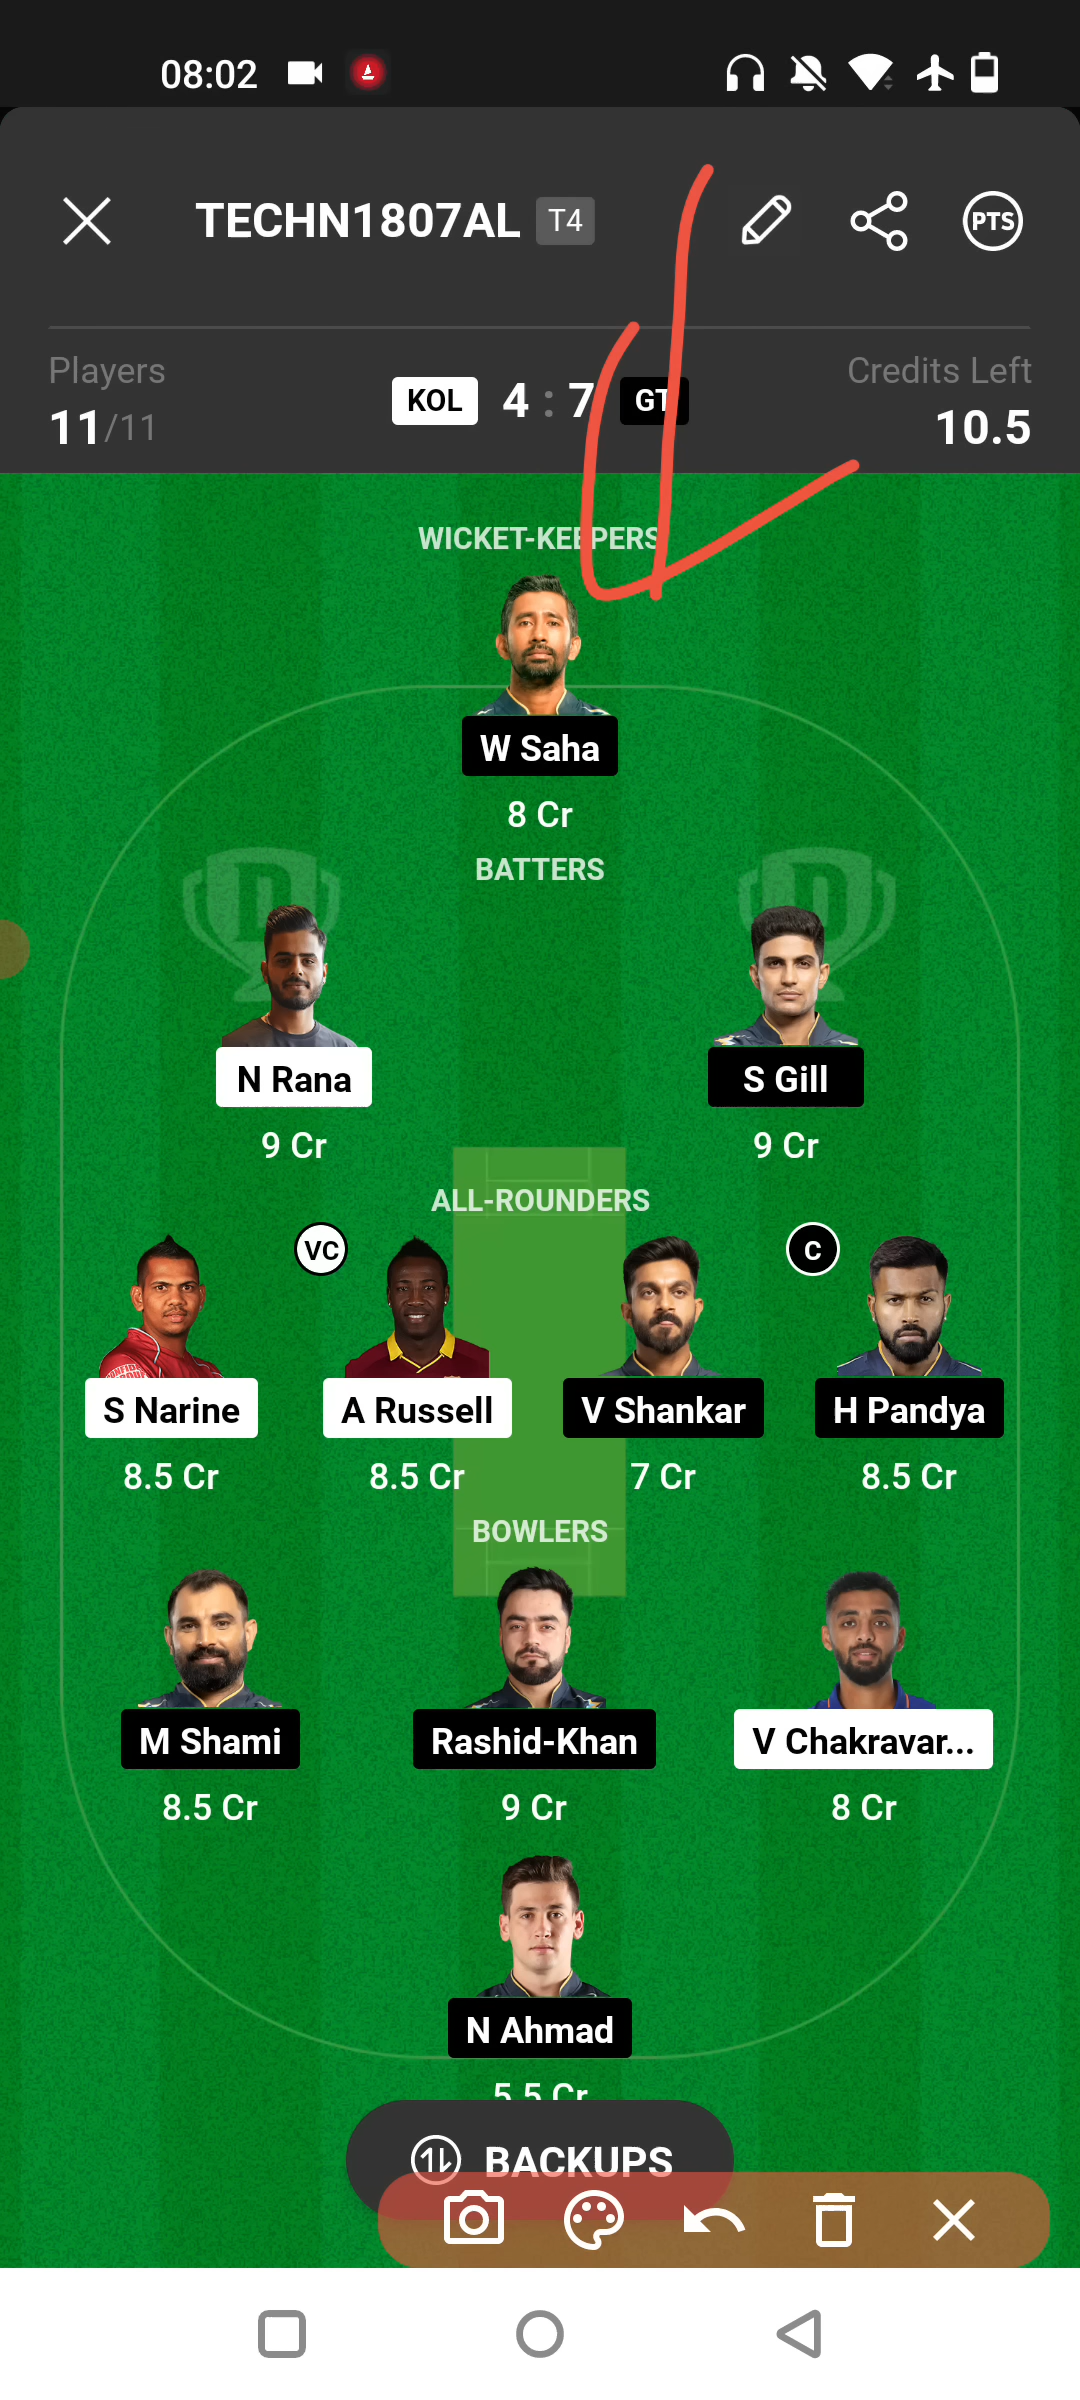 08:02
TECHN1807AL T4 PTS
Players Credits Left
11/11 KOL 4 : 7 GT 10.5
WICKET-KEEPERS
W Saha
8 Cr
BATTERS
N Rana S Gill
9 Cr 9 Cr
ALL-ROUNDERS
VC C
S Narine A Russell V Shankar H Pandya
8.5 Cr 8.5 Cr 7 Cr 8.5 Cr
BOWLERS
M Shami Rashid-Khan V Chakravar...
8.5 Cr 9 Cr 8 Cr
N Ahmad
5.5 Cr
BACKUPS